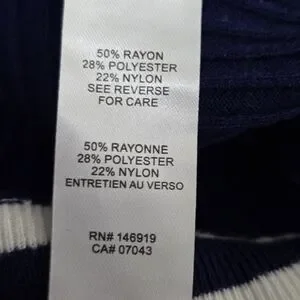 50% RAYON
28% POLYESTER
22% NYLON
SEE REVERSE
FOR CARE
50% RAYONNE
28% POLYESTER
22% NYLON
ENTRETIEN AU VERSO
RN# 146919
CA# 07043